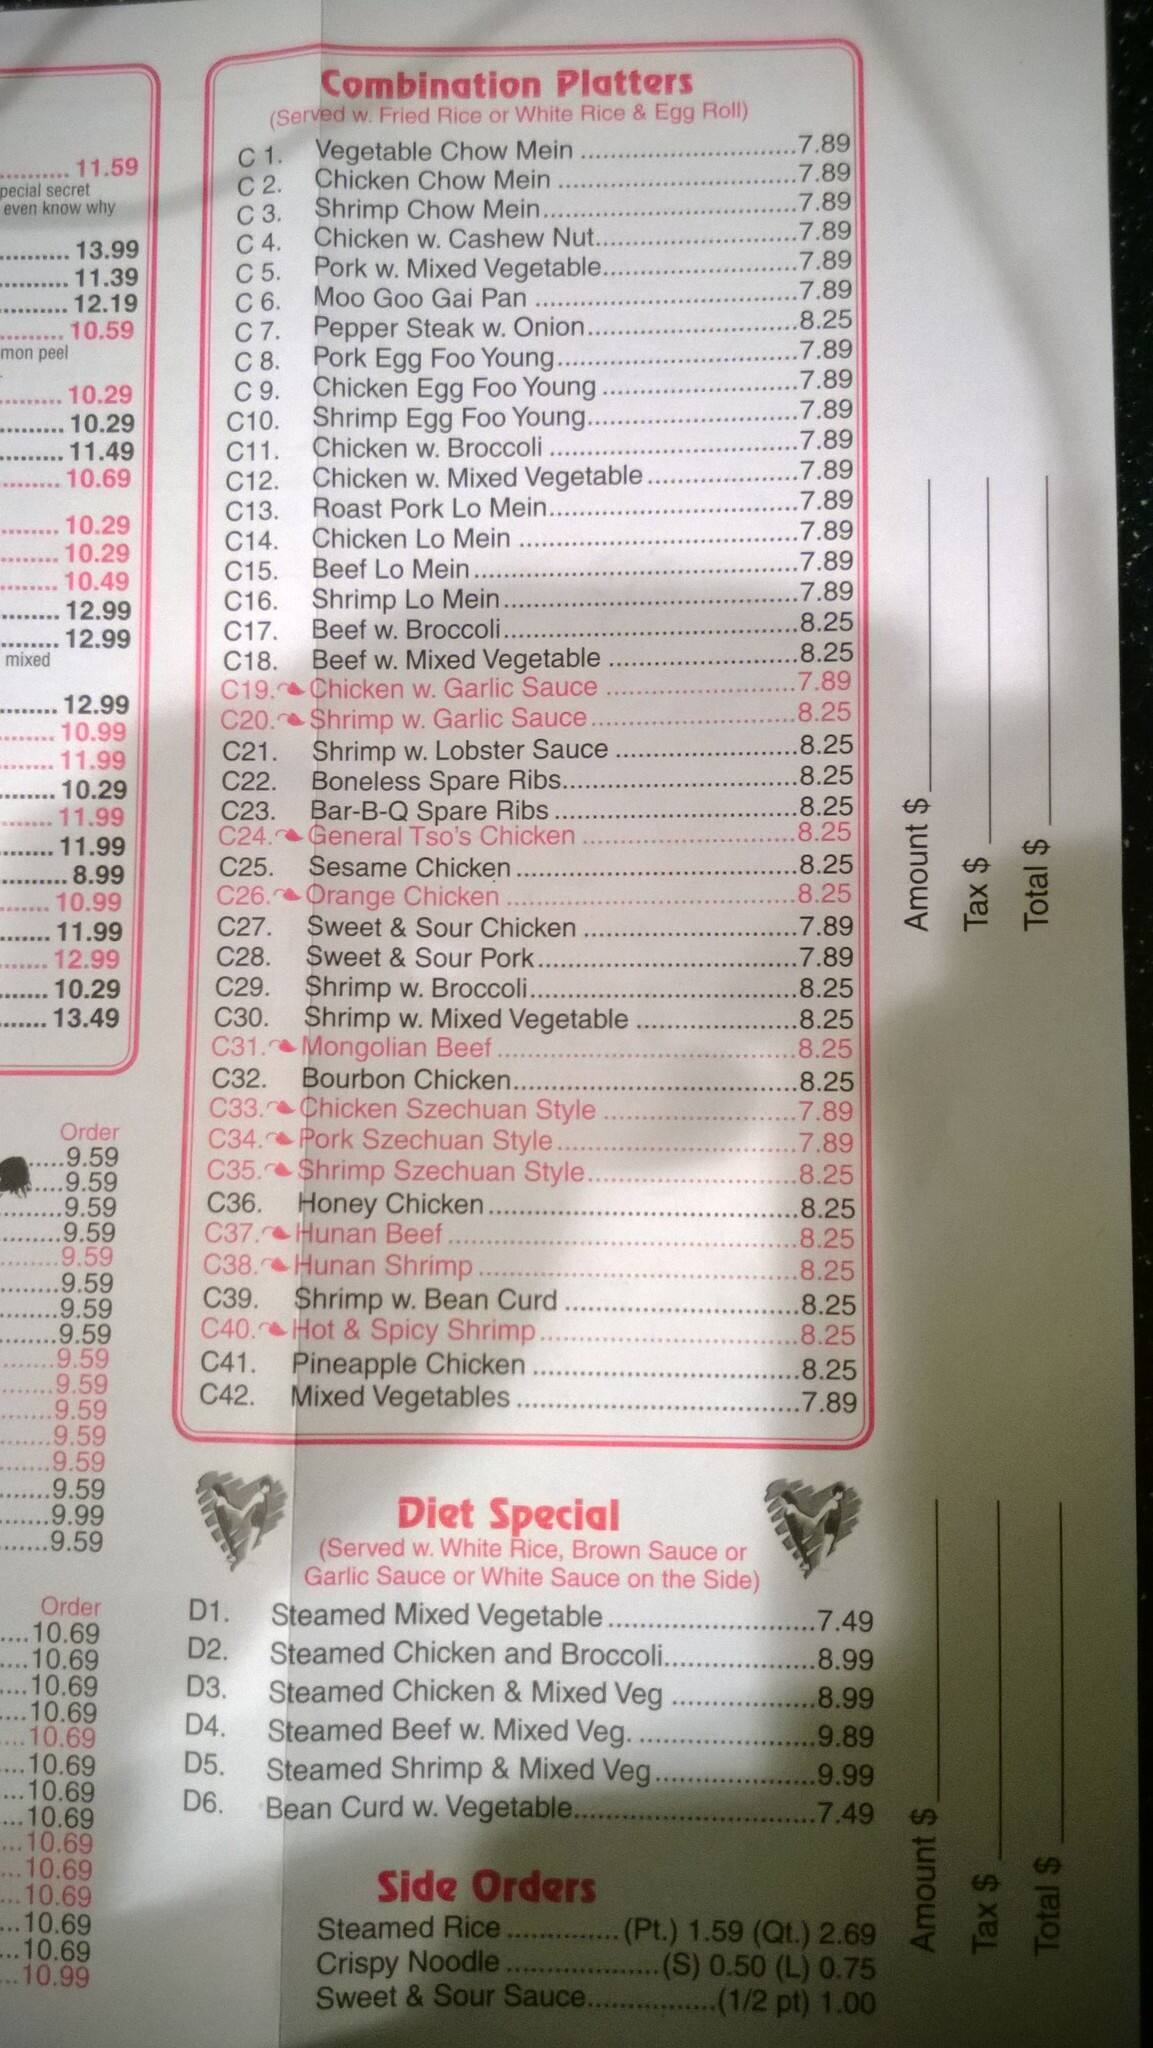 11.59
pecial secret
even know why
13.99
11.39
12.19
10.59
mon peel
10.29
10.29
11.49
10.69
10.29
10.29
10.49
12.99
12.99
mixed
12.99
10.99
11.99
10.29
11.99
11.99
8.99
10.99
11.99
12.99
10.29
13.49
Order
9.59
9.59
9.59
9.59
9.59
9.59
9.59
9.59
9.59
9.59
9.59
9.59
9.59
9.59
9.99
9.59
Order
10.69
10.69
10.69
10.69
10.69
10.69
10.69
10.69
10.69
10.69
10.69
10.69
10.69
10.99
Combination Platters
(Served w. Fried Rice or White Rice & Egg Roll)
C 1. Vegetable Chow Mein 7.89
C 2. Chicken Chow Mein 7.89
C 3. Shrimp Chow Mein 7.89
C 4. Chicken w. Cashew Nut 7.89
C 5. Pork w. Mixed Vegetable 7.89
C 6. Moo Goo Gai Pan 7.89
C 7. Pepper Steak w. Onion 8.25
C 8. Pork Egg Foo Young 7.89
C 9. Chicken Egg Foo Young 7.89
C10. Shrimp Egg Foo Young 7.89
C11. Chicken w. Broccoli 7.89
C12. Chicken w. Mixed Vegetable 7.89
C13. Roast Pork Lo Mein 7.89
C14. Chicken Lo Mein 7.89
C15. Beef Lo Mein 7.89
C16. Shrimp Lo Mein 7.89
C17. Beef w. Broccoli 8.25
C18. Beef w. Mixed Vegetable 8.25
C19. Chicken w. Garlic Sauce 7.89
C20. Shrimp w. Garlic Sauce 8.25
C21. Shrimp w. Lobster Sauce 8.25
C22. Boneless Spare Ribs 8.25
C23. Bar-B-Q Spare Ribs 8.25
C24. General Tso's Chicken 8.25
C25. Sesame Chicken 8.25
C26. Orange Chicken 8.25
C27. Sweet & Sour Chicken 7.89
C28. Sweet & Sour Pork 7.89
C29. Shrimp w. Broccoli 8.25
C30. Shrimp w. Mixed Vegetable 8.25
C31. Mongolian Beef 8.25
C32. Bourbon Chicken 8.25
C33. Chicken Szechuan Style 7.89
C34. Pork Szechuan Style 7.89
C35. Shrimp Szechuan Style 8.25
C36. Honey Chicken 8.25
C37. Hunan Beef 8.25
C38. Hunan Shrimp 8.25
C39. Shrimp w. Bean Curd 8.25
C40. Hot & Spicy Shrimp 8.25
C41. Pineapple Chicken 8.25
C42. Mixed Vegetables 7.89
Diet Special
(Served w. White Rice, Brown Sauce or
Garlic Sauce or White Sauce on the Side)
D1. Steamed Mixed Vegetable 7.49
D2. Steamed Chicken and Broccoli 8.99
D3. Steamed Chicken & Mixed Veg 8.99
D4. Steamed Beef w. Mixed Veg. 9.89
D5. Steamed Shrimp & Mixed Veg 9.99
D6. Bean Curd w. Vegetable 7.49
Side Orders
Steamed Rice (Pt.) 1.59 (Qt.) 2.69
Crispy Noodle (S) 0.50 (L) 0.75
Sweet & Sour Sauce (1/2 pt) 1.00
Amount $
Tax $
Total $
Amount $
Tax $
Total $